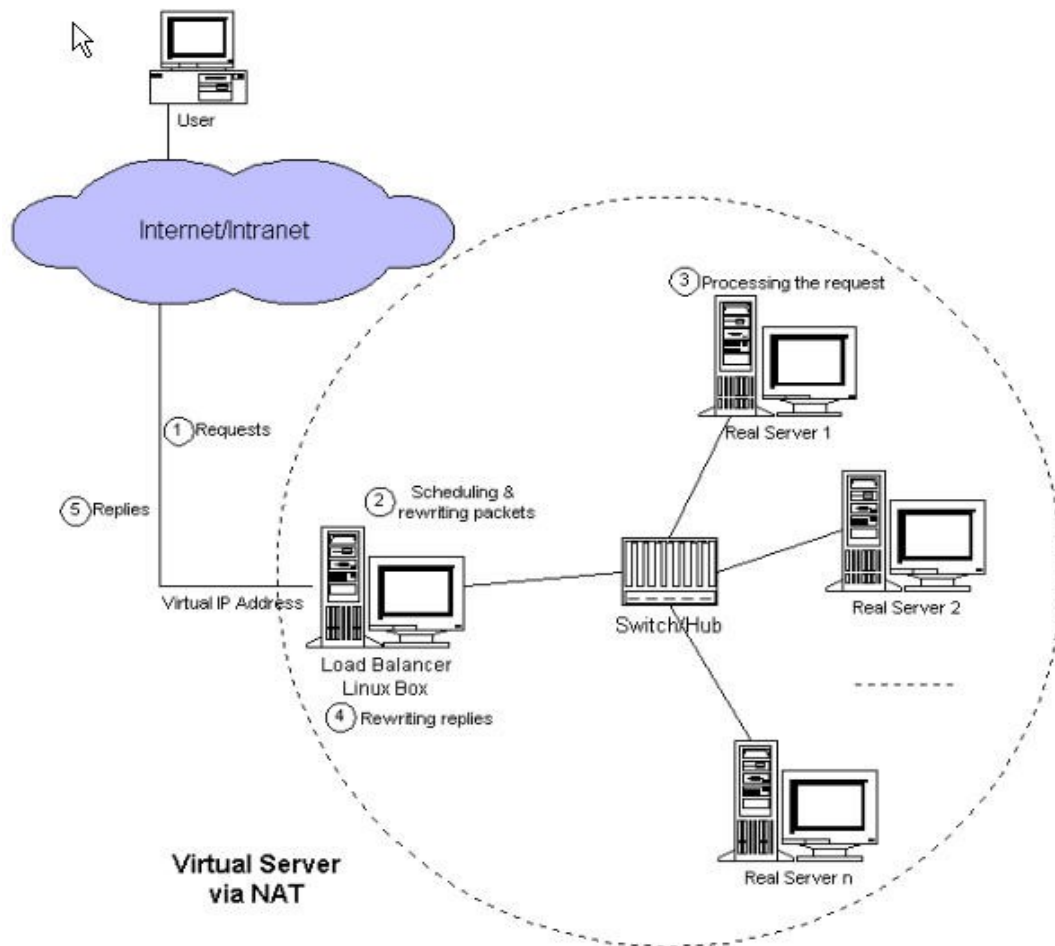 User
Internet/Intranet
3 Processing the request
Real Server 1
1 Requests
2 Scheduling &
rewriting packets
5 Replies
Virtual IP Address
Switch/Hub
Real Server 2
Load Balancer
Linux Box
4 Rewriting replies
Real Server n
Virtual Server
via NAT